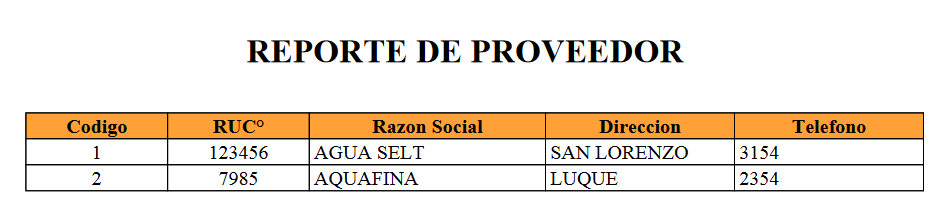 REPORTE DE PROVEEDOR
Codigo RUC° Razon Social Direccion Telefono
1 123456 AGUA SELT SAN LORENZO 3154
2 7985 AQUAFINA LUQUE 2354